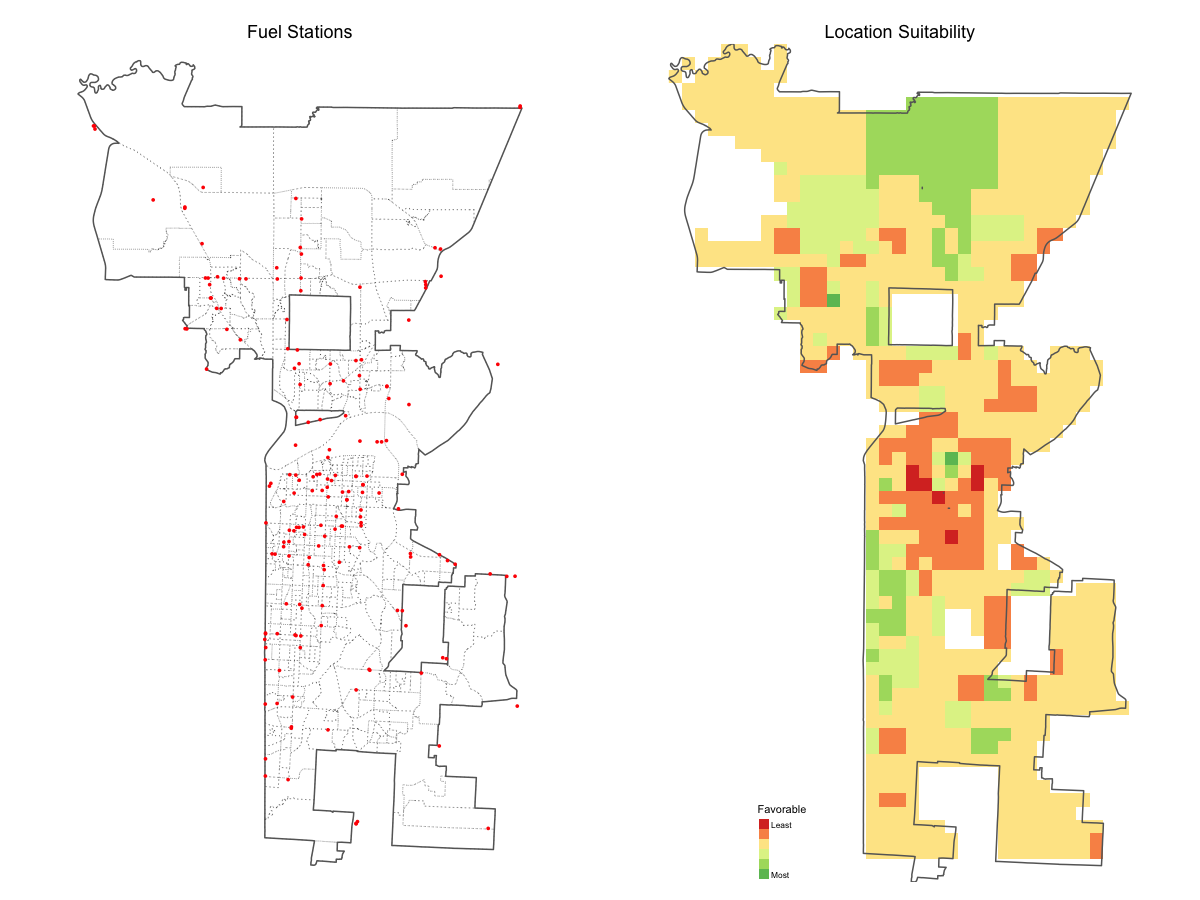 Fuel Stations
Location Suitability
Favorable
Least
Most